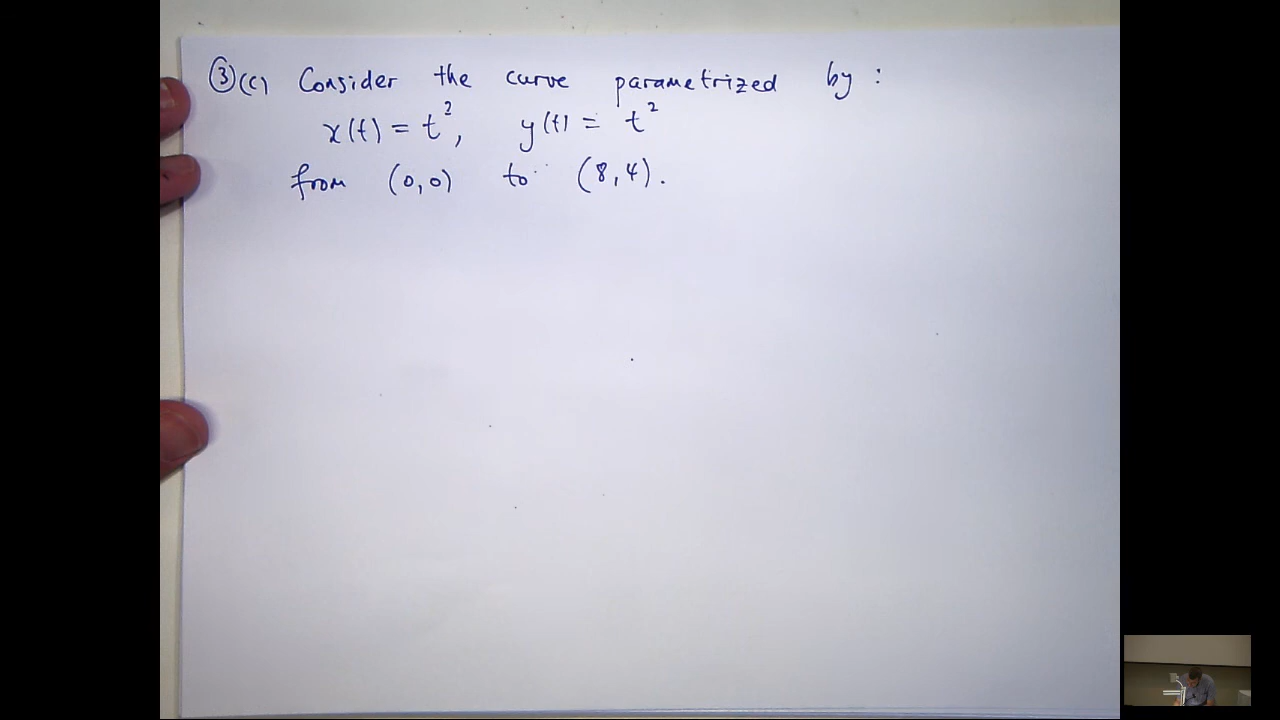 ③(c) Consider the curve parametrized by :
x(t) = t², y(t) = t²
from (0,0) to (8,4).